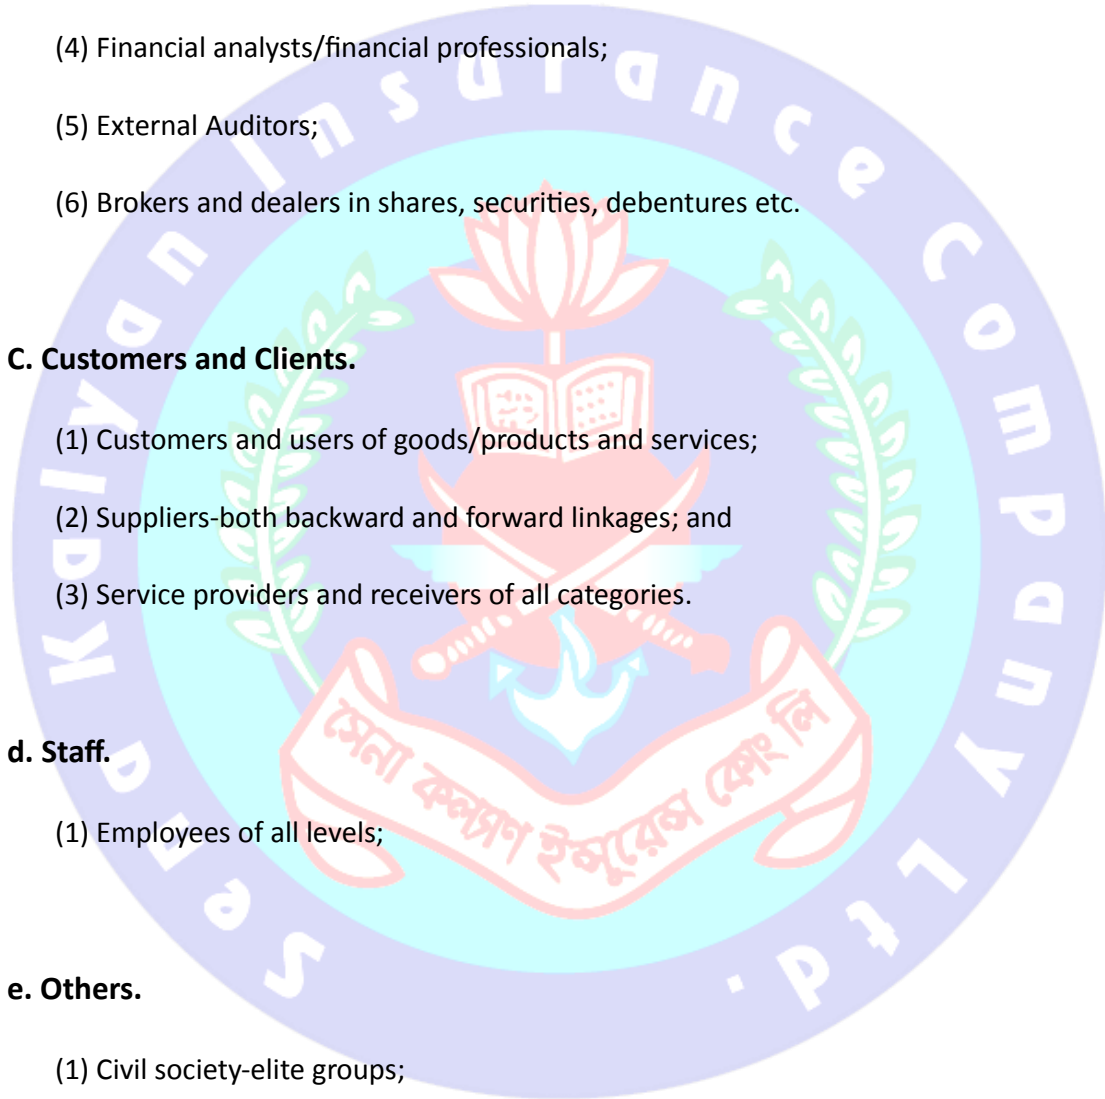 (4) Financial analysts/financial professionals;
(5) External Auditors;
(6) Brokers and dealers in shares, securities, debentures etc.
C. Customers and Clients.
(1) Customers and users of goods/products and services;
(2) Suppliers-both backward and forward linkages; and
(3) Service providers and receivers of all categories.
d. Staff.
(1) Employees of all levels;
e. Others.
(1) Civil society-elite groups;
Sena Kalyan Insurance Company Ltd.
সেনা কল্যাণ ইন্স্যুরেন্স কোং লি